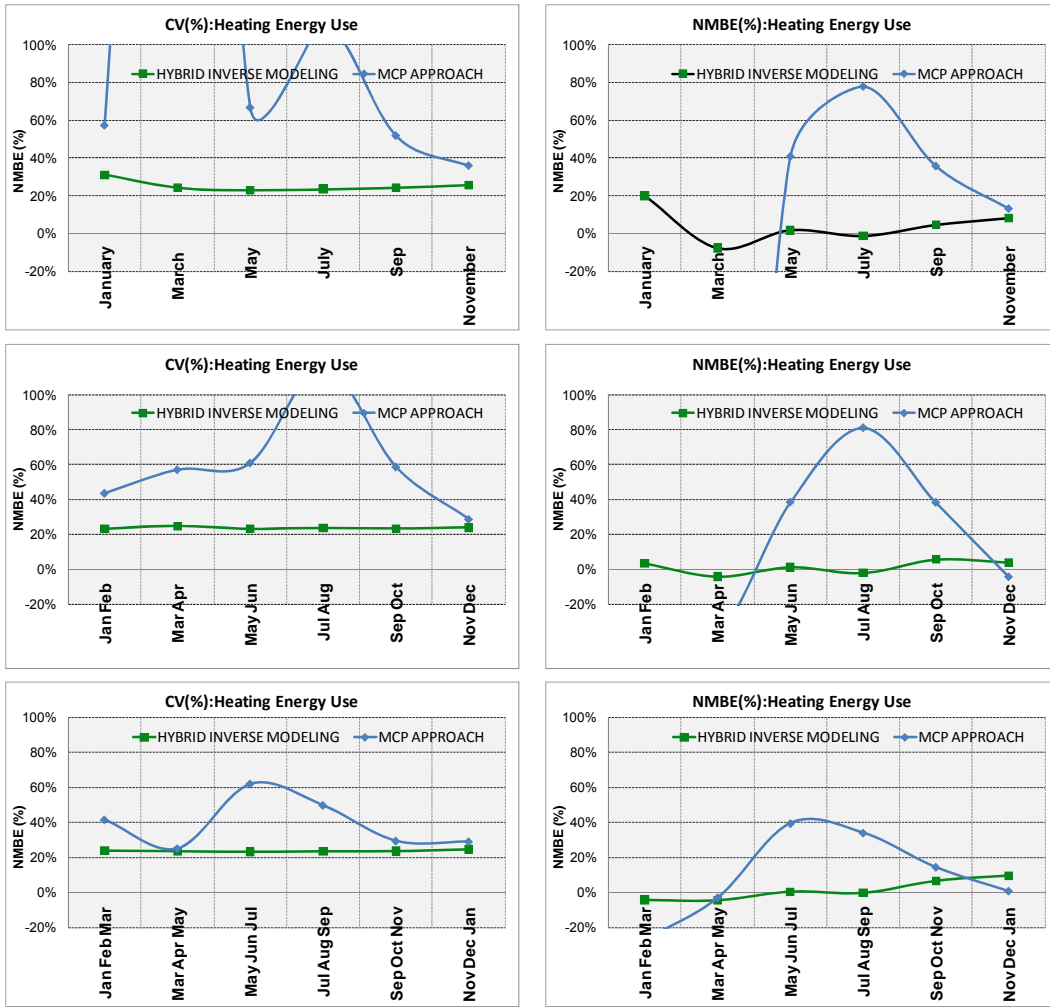 CV(%):Heating Energy Use
100%
80%
60%
40%
20%
0%
-20%
NMBE (%)
HYBRID INVERSE MODELING MCP APPROACH
January March May July Sep November
NMBE(%):Heating Energy Use
100%
80%
60%
40%
20%
0%
-20%
NMBE (%)
HYBRID INVERSE MODELING MCP APPROACH
January March May July Sep November
CV(%):Heating Energy Use
100%
80%
60%
40%
20%
0%
-20%
NMBE (%)
HYBRID INVERSE MODELING MCP APPROACH
Jan Feb Mar Apr May Jun Jul Aug Sep Oct Nov Dec
NMBE(%):Heating Energy Use
100%
80%
60%
40%
20%
0%
-20%
NMBE (%)
HYBRID INVERSE MODELING MCP APPROACH
Jan Feb Mar Apr May Jun Jul Aug Sep Oct Nov Dec
CV(%):Heating Energy Use
100%
80%
60%
40%
20%
0%
-20%
NMBE (%)
HYBRID INVERSE MODELING MCP APPROACH
Jan Feb Mar Mar Apr May May Jun Jul Jul Aug Sep Sep Oct Nov Nov Dec Jan
NMBE(%):Heating Energy Use
100%
80%
60%
40%
20%
0%
-20%
NMBE (%)
HYBRID INVERSE MODELING MCP APPROACH
Jan Feb Mar Mar Apr May May Jun Jul Jul Aug Sep Sep Oct Nov Nov Dec Jan